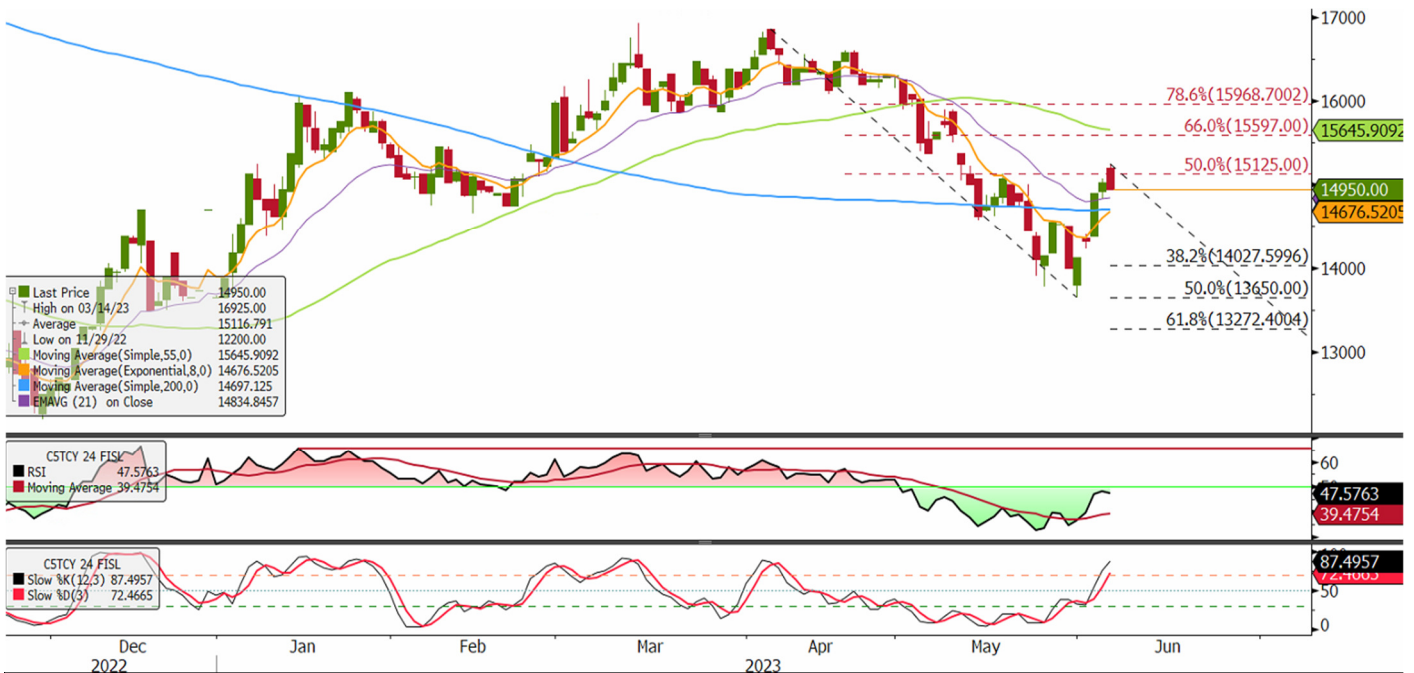 17000
78.6%(15968.7002)
16000
66.0%(15597.00)
15645.9092
50.0%(15125.00)
14950.00
14676.5205
38.2%(14027.5996)
14000
50.0%(13650.00)
61.8%(13272.4004)
13000
Last Price 14950.00
High on 03/14/23 16925.00
Average 15116.791
Low on 11/29/22 12200.00
Moving Average(Simple,55,0) 15645.9092
Moving Average(Exponential,8,0) 14676.5205
Moving Average(Simple,200,0) 14697.125
EMAVG (21) on Close 14834.8457
C5TCY 24 FISL
RSI 47.5763
Moving Average 39.4754
60
47.5763
39.4754
C5TCY 24 FISL
Slow %K(12,3) 87.4957
Slow %D(3) 72.4665
87.4957
72.4665
50
0
Dec Jan Feb Mar Apr May Jun
2022 2023